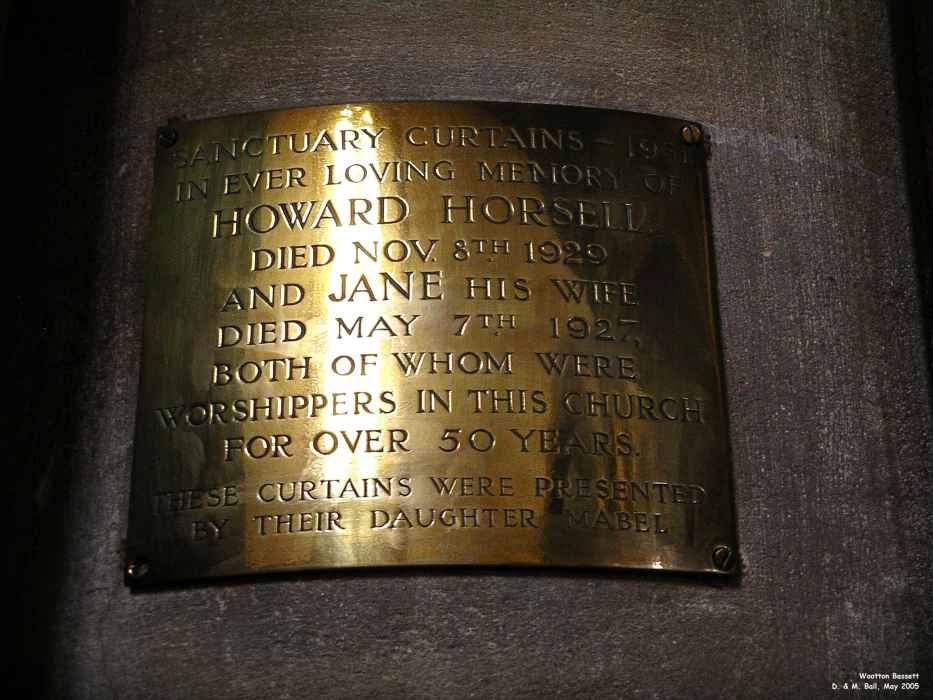 SANCTUARY CURTAINS – 1951
IN EVER LOVING MEMORY OF
HOWARD HORSELL,
DIED NOV. 8TH 1929
AND JANE HIS WIFE
DIED MAY 7TH 1927,
BOTH OF WHOM WERE
WORSHIPPERS IN THIS CHURCH
FOR OVER 50 YEARS.
THESE CURTAINS WERE PRESENTED
BY THEIR DAUGHTER MABEL.
Wootton Bassett
D. & M. Ball, May 2005